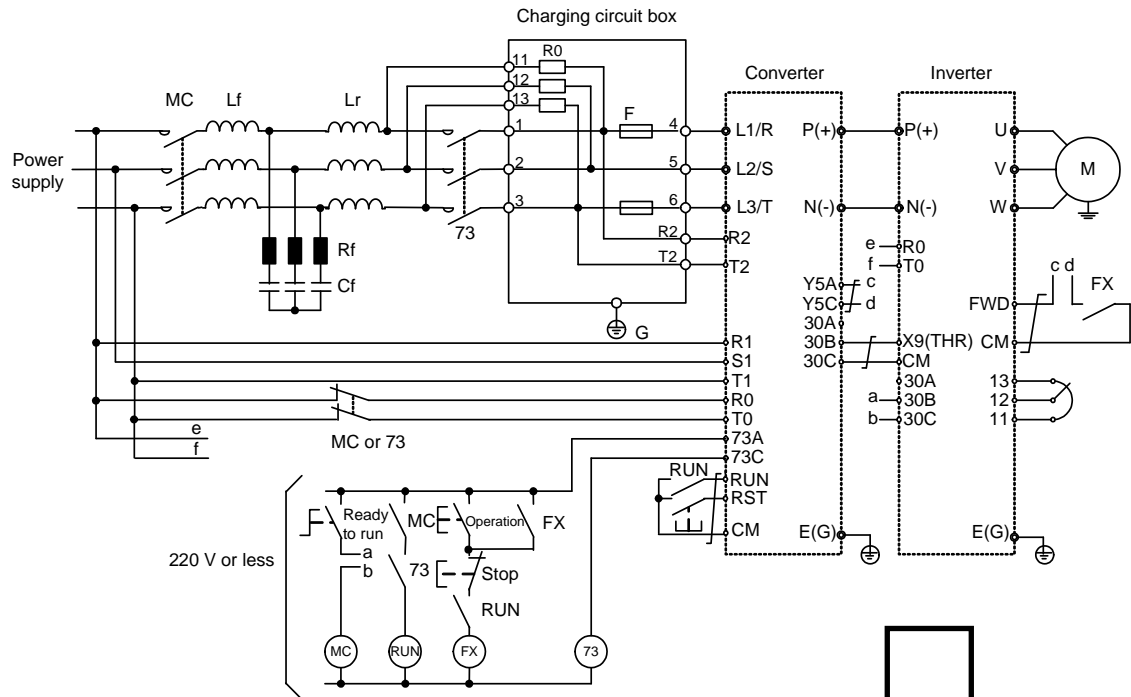 Charging circuit box
11 R0
12
13
MC Lf Lr
1 F 4
2 5
3 6
73
R2
T2
Power
supply
Rf
Cf
G
Converter
Inverter
L1/R P(+) P(+) U
L2/S V M
L3/T N(-) N(-) W
R2 e R0
T2 f T0
Y5A c c d FX
Y5C d FWD
30A
30B X9(THR) CM
30C CM
R1
S1
T1 30A 13
R0 a 30B 12
T0 b 30C 11
MC or 73
e
f
73A
73C
RUN RUN
RST
CM E(G) E(G)
220 V or less
Ready
to run
MC Operation FX
a
b
73 Stop
RUN
MC RUN FX 73